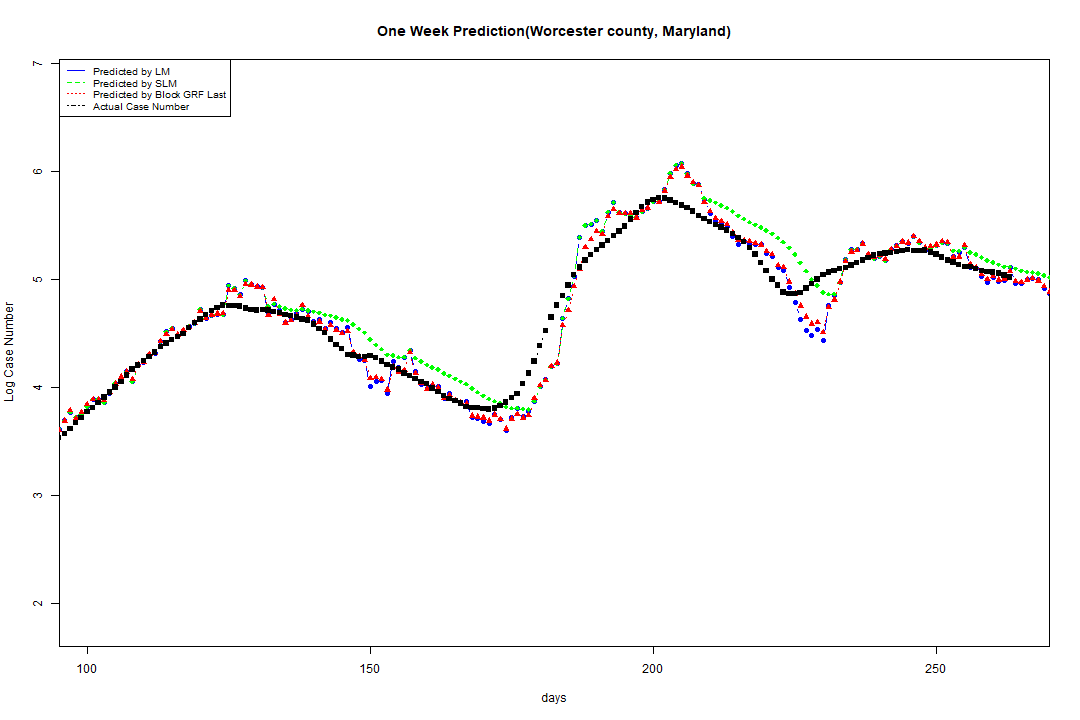 One Week Prediction(Worcester county, Maryland)
Predicted by LM
Predicted by SLM
Predicted by Block GRF Last
Actual Case Number
7
6
5
4
3
2
Log Case Number
100 150 200 250
days